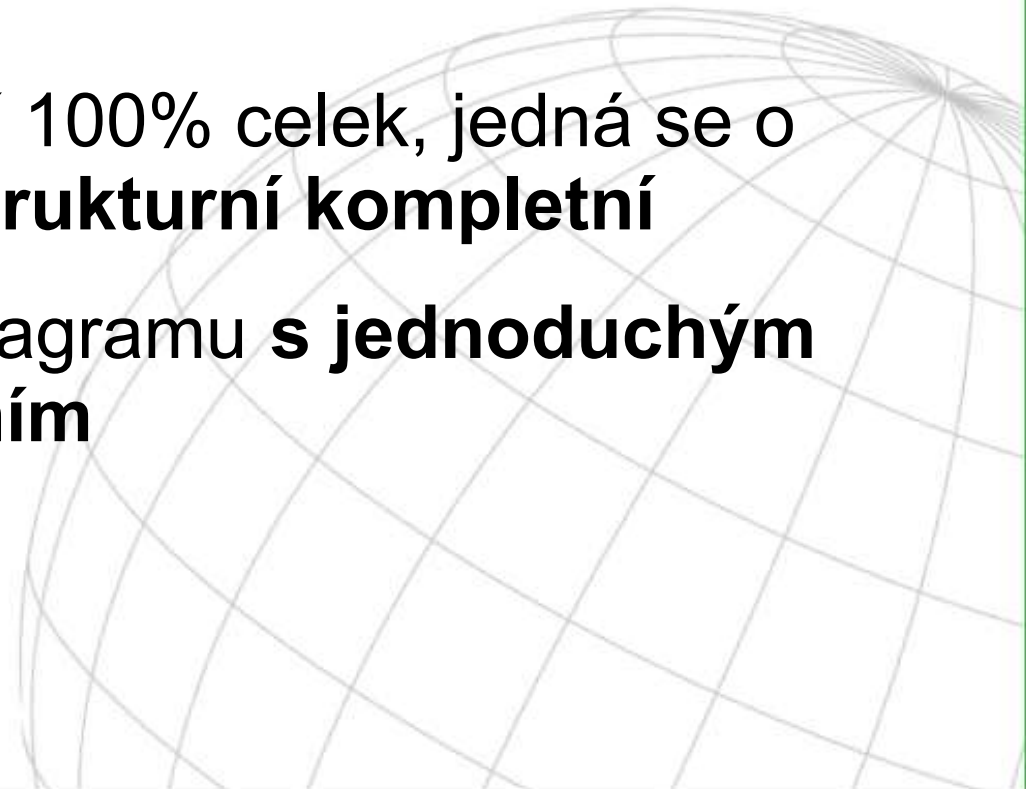 100% celek, jedná se o
rukturní kompletní
agramu s jednoduchým
ním